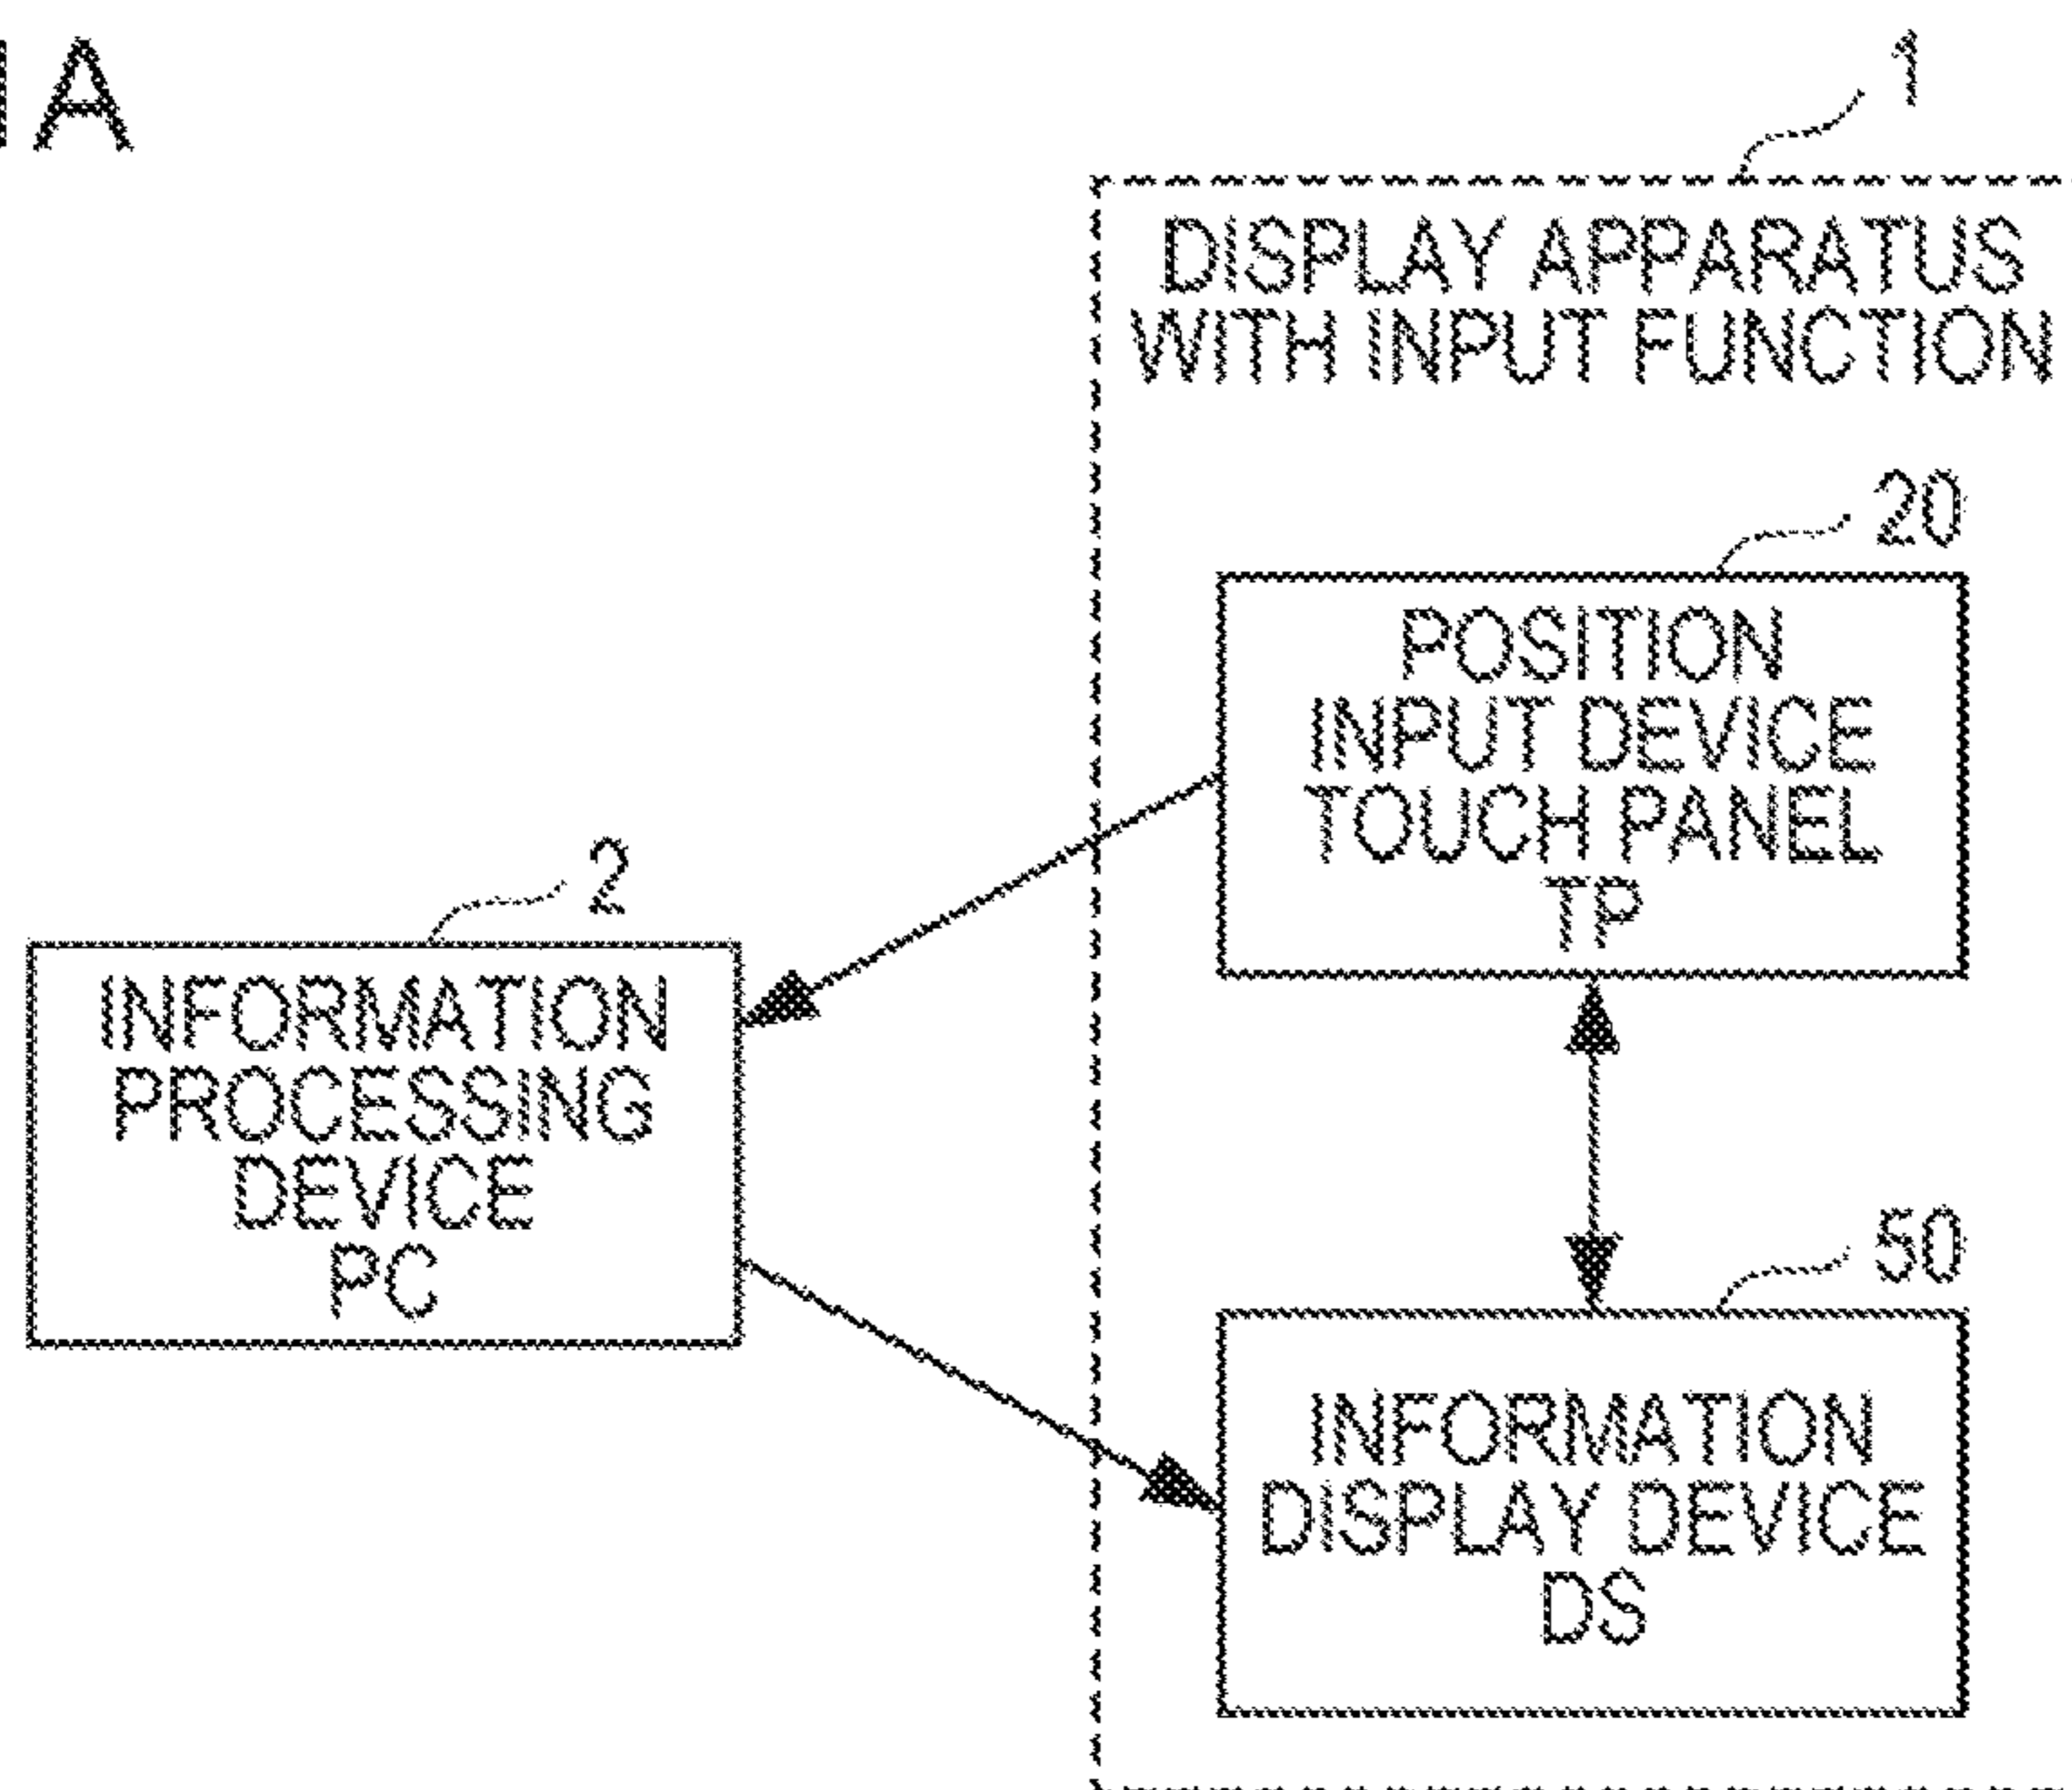 1A
1
DISPLAY APPARATUS
WITH INPUT FUNCTION
20
POSITION
INPUT DEVICE
TOUCH PANEL
TP
2
INFORMATION
PROCESSING
DEVICE
PC
50
INFORMATION
DISPLAY DEVICE
DS